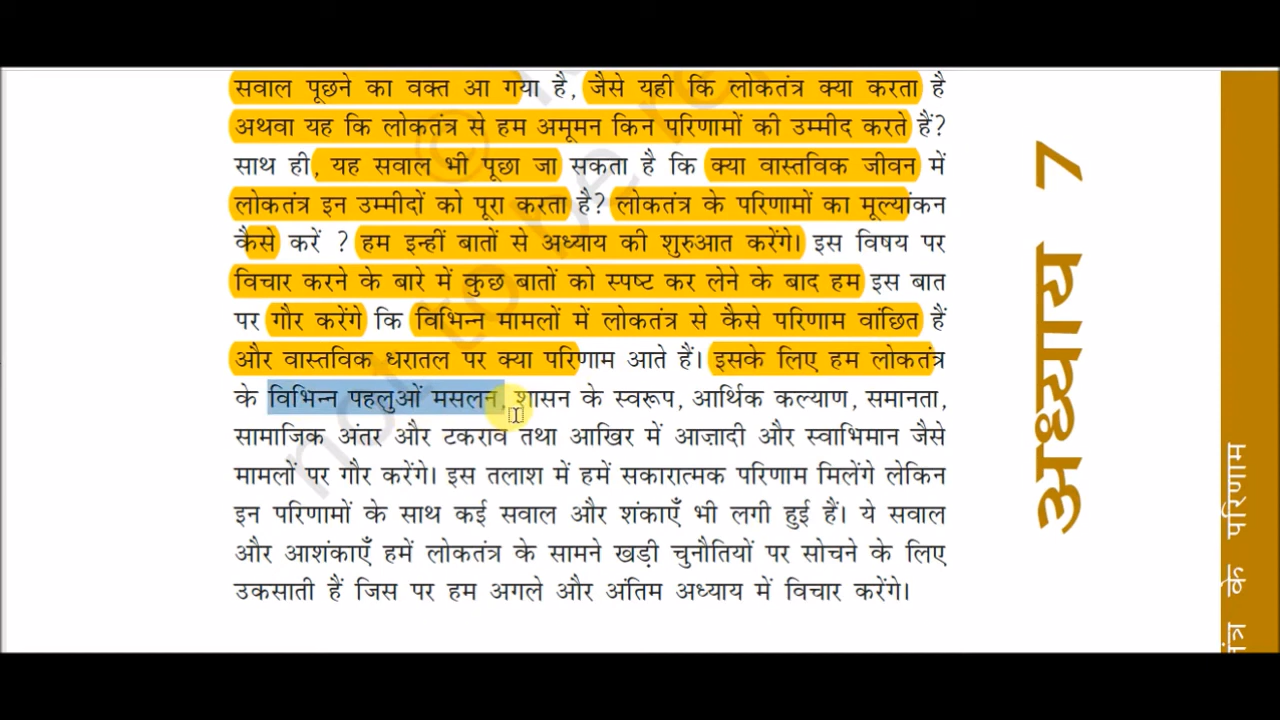 सवाल पूछने का वक्त आ गया है, जैसे यही कि लोकतंत्र क्या करता है
अथवा यह कि लोकतंत्र से हम अमूमन किन परिणामों की उम्मीद करते हैं?
साथ ही, यह सवाल भी पूछा जा सकता है कि क्या वास्तविक जीवन में
लोकतंत्र इन उम्मीदों को पूरा करता है? लोकतंत्र के परिणामों का मूल्यांकन
कैसे करें ? हम इन्हीं बातों से अध्याय की शुरुआत करेंगे। इस विषय पर
विचार करने के बारे में कुछ बातों को स्पष्ट कर लेने के बाद हम इस बात
पर गौर करेंगे कि विभिन्न मामलों में लोकतंत्र से कैसे परिणाम वांछित हैं
और वास्तविक धरातल पर क्या परिणाम आते हैं। इसके लिए हम लोकतंत्र
के विभिन्न पहलुओं मसलन, शासन के स्वरूप, आर्थिक कल्याण, समानता,
सामाजिक अंतर और टकराव तथा आखिर में आज़ादी और स्वाभिमान जैसे
मामलों पर गौर करेंगे। इस तलाश में हमें सकारात्मक परिणाम मिलेंगे लेकिन
इन परिणामों के साथ कई सवाल और शंकाएँ भी लगी हुई हैं। ये सवाल
और आशंकाएँ हमें लोकतंत्र के सामने खड़ी चुनौतियों पर सोचने के लिए
उकसाती हैं जिस पर हम अगले और अंतिम अध्याय में विचार करेंगे।
अध्याय 7
के परिणाम
not to be re